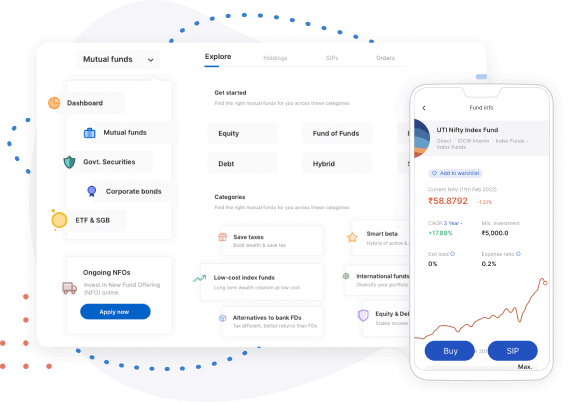 Mutual funds
Explore
Holdings
SIPs
Orders
Dashboard
Mutual funds
Govt. Securities
Corporate bonds
ETF & SGB
Ongoing NFOs
Invest in New Fund Offering
(NFO) online.
Apply now
Get started
Find the right mutual funds for you across these categories
Equity
Fund of Funds
Debt
Hybrid
Categories
Find the right mutual funds for you across these categories
Save taxes
Build wealth & save tax
Smart beta
Hybrid of active &
Low-cost index funds
Long term wealth creation at low cost
International funds
Diversify your portfolio
Alternatives to bank FDs
Tax efficient, better returns than FDs
Equity & Deb
Stable income
Fund info
UTI Nifty Index Fund
Direct · Index Funds -
Index Funds
Add to watchlist
Current NAV (11th Feb 2022)
₹58.8792 -1.31%
CAGR 3 Year
Min. investment
+17.89%
₹5,000.0
Exit load
Expense ratio
0%
0.2%
Buy
SIP
Max.